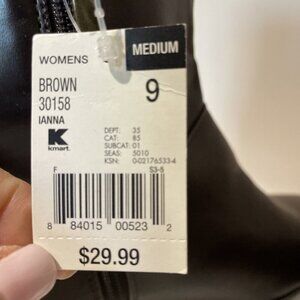 MEDIUM
WOMENS
BROWN 9
30158
IANNA
K
kmart.
DEPT: 35
CAT: 85
SUBCAT: 01
SEAS: 5010
KSN: 0-02176533-4
F S3-5
8 84015 00523 2
$29.99